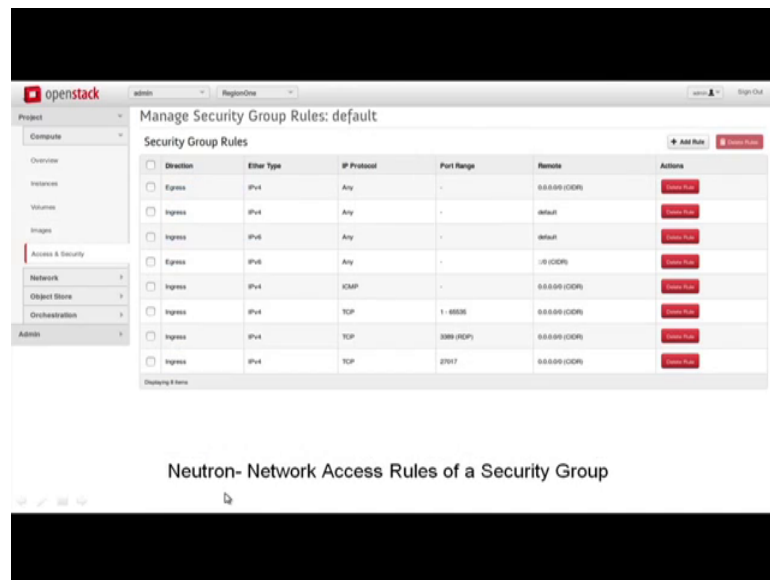 openstack admin RegionOne admin Sign Out
Project
Manage Security Group Rules: default
Compute
Security Group Rules + Add Rule Delete Rules
Direction Ether Type IP Protocol Port Range Remote Actions
Overview
Egress IPv4 Any - 0.0.0.0/0 (CIDR) Delete Rule
Instances
Volumes
Ingress IPv4 Any - default Delete Rule
Images
Ingress IPv6 Any - default Delete Rule
Access & Security
Egress IPv6 Any - ::/0 (CIDR) Delete Rule
Network
Ingress IPv4 ICMP - 0.0.0.0/0 (CIDR) Delete Rule
Object Store
Orchestration
Ingress IPv4 TCP 1 - 65535 0.0.0.0/0 (CIDR) Delete Rule
Admin
Ingress IPv4 TCP 3389 (RDP) 0.0.0.0/0 (CIDR) Delete Rule
Ingress IPv4 TCP 27017 0.0.0.0/0 (CIDR) Delete Rule
Displaying 8 items
Neutron- Network Access Rules of a Security Group